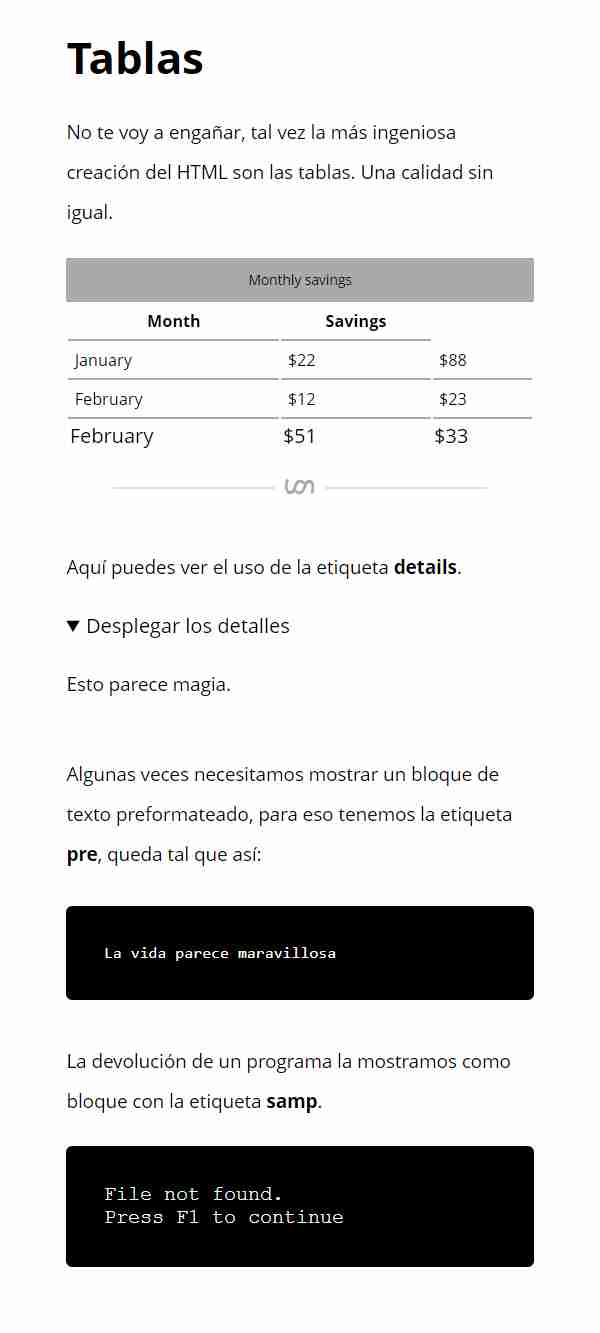 Tablas
No te voy a engañar, tal vez la más ingeniosa
creación del HTML son las tablas. Una calidad sin
igual.
Monthly savings
Month Savings
January $22 $88
February $12 $23
February $51 $33
Aquí puedes ver el uso de la etiqueta details.
▼ Desplegar los detalles
Esto parece magia.
Algunas veces necesitamos mostrar un bloque de
texto preformateado, para eso tenemos la etiqueta
pre, queda tal que así:
La vida parece maravillosa
La devolución de un programa la mostramos como
bloque con la etiqueta samp.
File not found.
Press F1 to continue